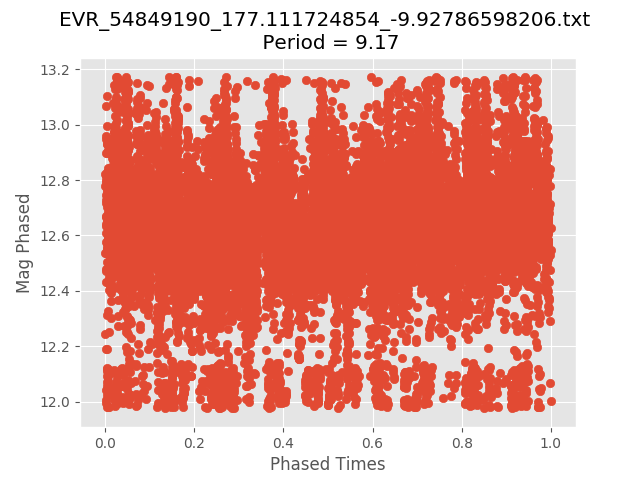 EVR_54849190_177.111724854_-9.92786598206.txt
Period = 9.17
Mag Phased
13.2
13.0
12.8
12.6
12.4
12.2
12.0
0.0 0.2 0.4 0.6 0.8 1.0
Phased Times